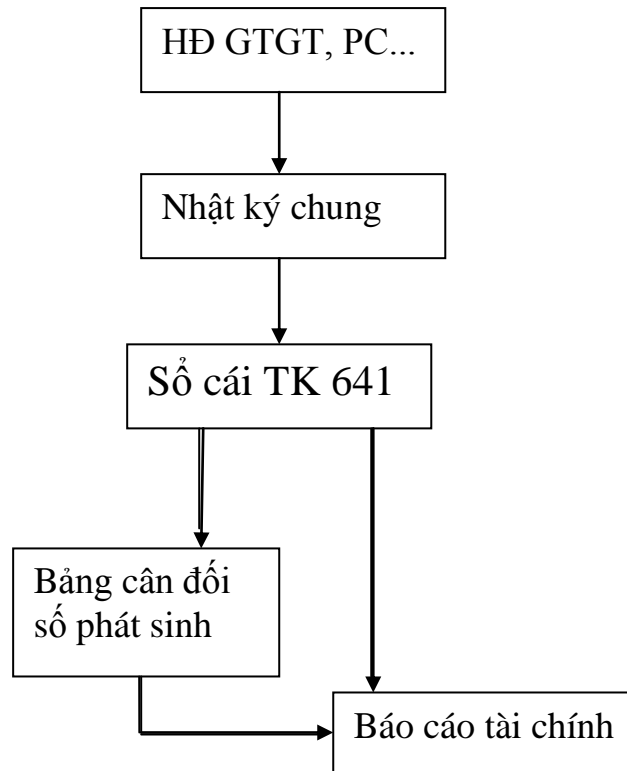 HĐ GTGT, PC...
Nhật ký chung
Sổ cái TK 641
Bảng cân đối
số phát sinh
Báo cáo tài chính